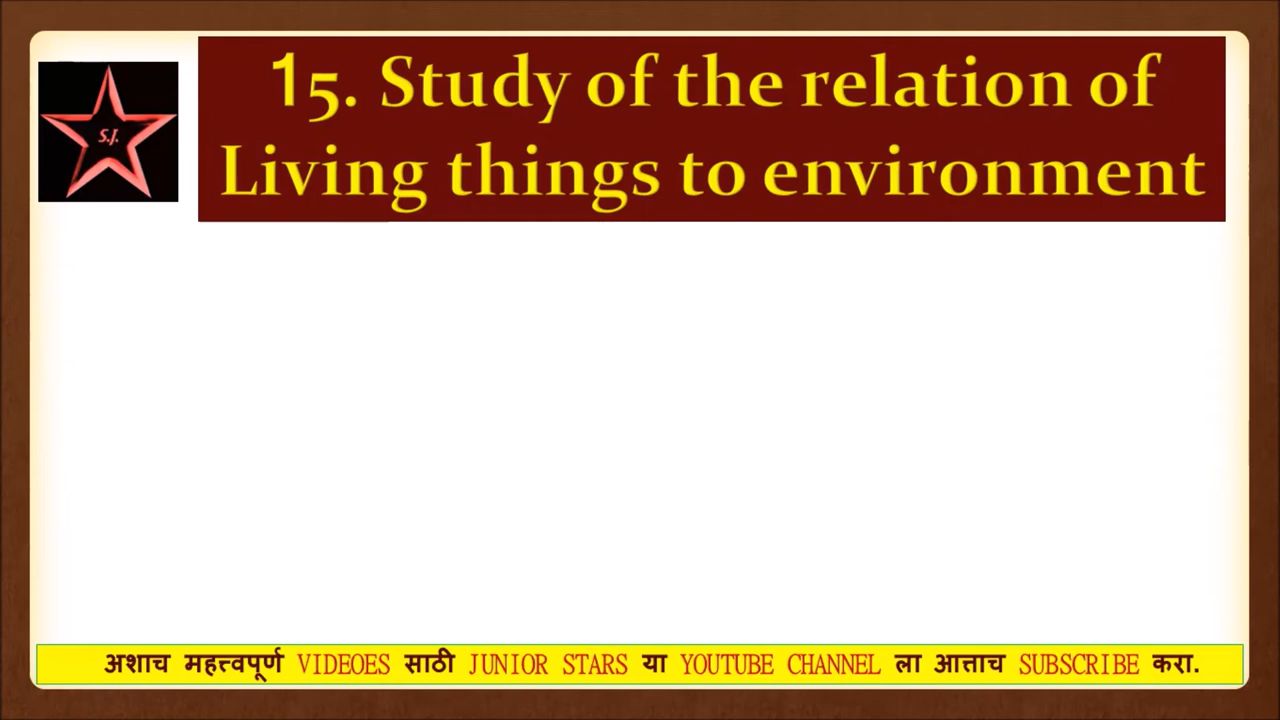 15. Study of the relation of
Living things to environment
S.J.
अशाच महत्त्वपूर्ण VIDEOES साठी JUNIOR STARS या YOUTUBE CHANNEL ला आत्ताच SUBSCRIBE करा.